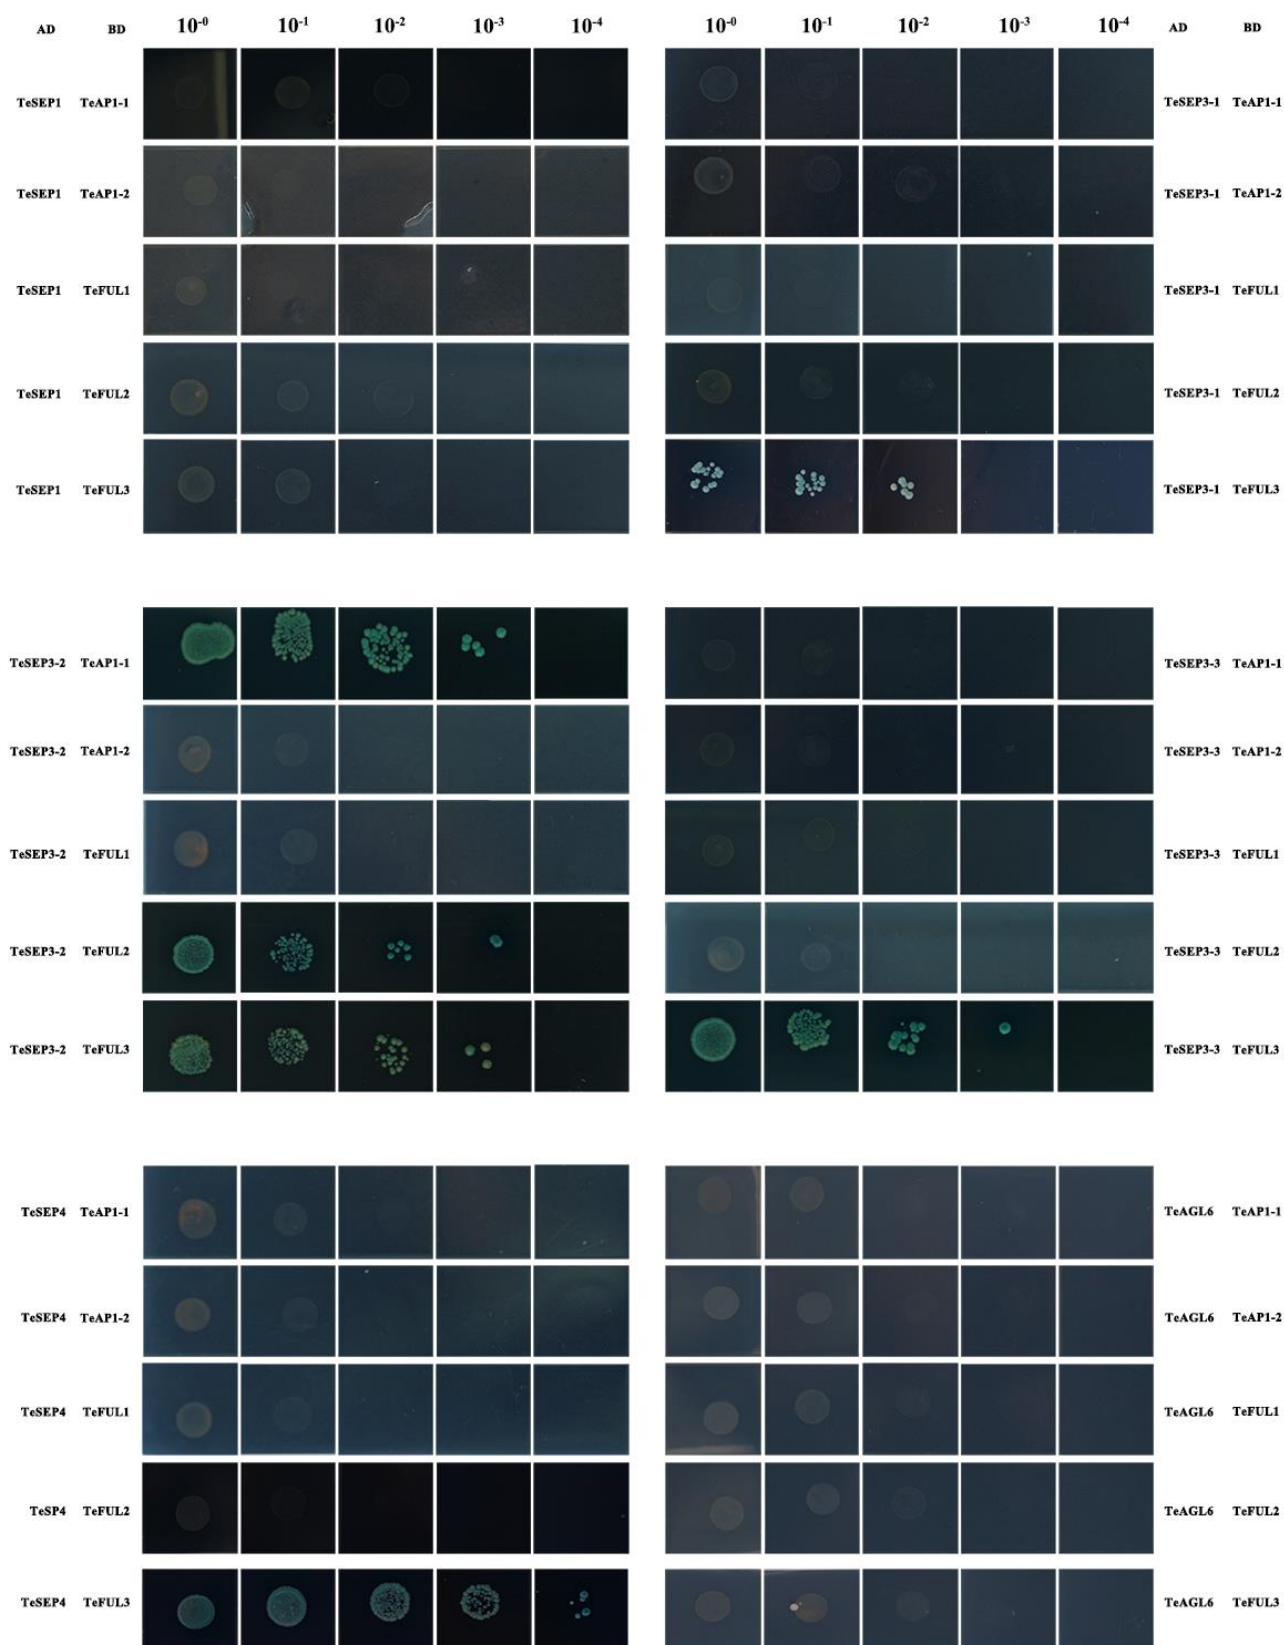 AD BD 10-0 10-1 10-2 10-3 10-4 10-0 10-1 10-2 10-3 10-4 AD BD
TeSEP1 TeAP1-1 TeSEP3-1 TeAP1-1
TeSEP1 TeAP1-2 TeSEP3-1 TeAP1-2
TeSEP1 TeFUL1 TeSEP3-1 TeFUL1
TeSEP1 TeFUL2 TeSEP3-1 TeFUL2
TeSEP1 TeFUL3 TeSEP3-1 TeFUL3
TeSEP3-2 TeAP1-1 TeSEP3-3 TeAP1-1
TeSEP3-2 TeAP1-2 TeSEP3-3 TeAP1-2
TeSEP3-2 TeFUL1 TeSEP3-3 TeFUL1
TeSEP3-2 TeFUL2 TeSEP3-3 TeFUL2
TeSEP3-2 TeFUL3 TeSEP3-3 TeFUL3
TeSEP4 TeAP1-1 TeAGL6 TeAP1-1
TeSEP4 TeAP1-2 TeAGL6 TeAP1-2
TeSEP4 TeFUL1 TeAGL6 TeFUL1
TeSP4 TeFUL2 TeAGL6 TeFUL2
TeSEP4 TeFUL3 TeAGL6 TeFUL3